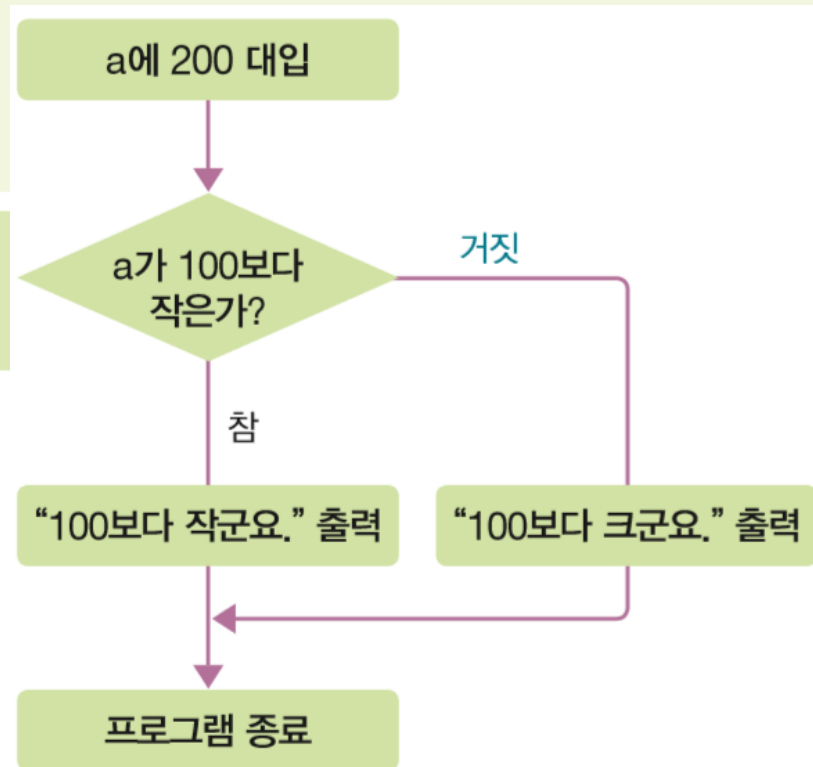 a에 200 대입
a가 100보다
작은가?
거짓
참
“100보다 작군요.” 출력
“100보다 크군요.” 출력
프로그램 종료